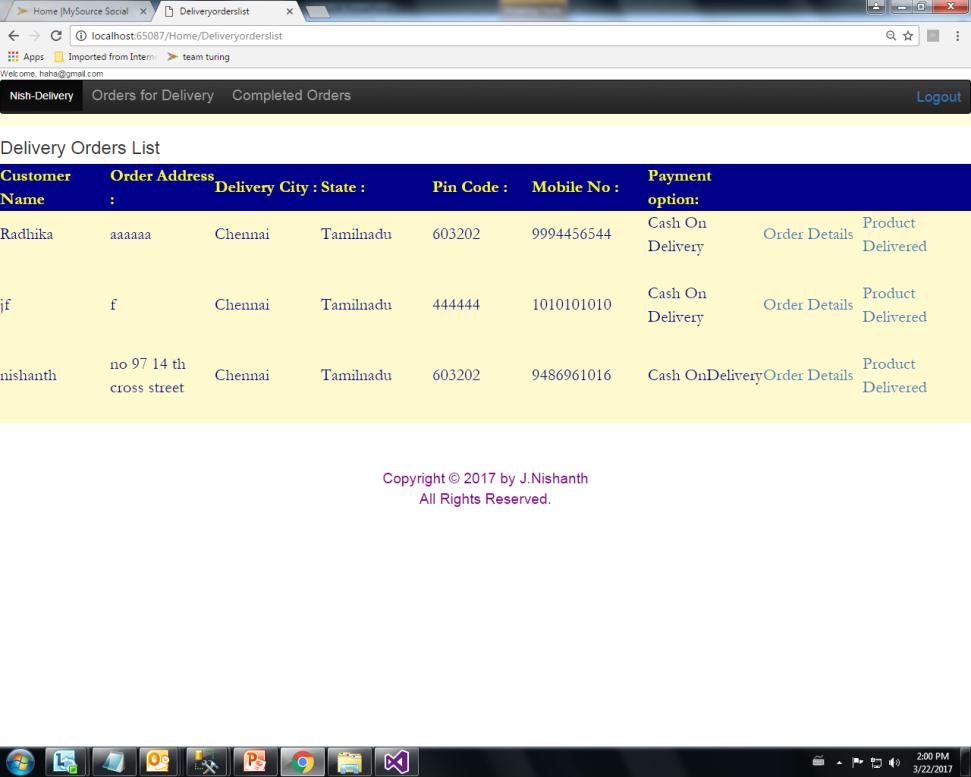 Home |MySource Social
Deliveryorderslist
localhost:65087/Home/Deliveryorderslist
Apps Imported from Intern team turing
Welcome, haha@gmail.com
Nish-Delivery Orders for Delivery Completed Orders Logout
Delivery Orders List
Customer Name Order Address : Delivery City : State : Pin Code : Mobile No : Payment option:
Radhika aaaaaa Chennai Tamilnadu 603202 9994456544 Cash On Delivery Order Details Product Delivered
jf f Chennai Tamilnadu 444444 1010101010 Cash On Delivery Order Details Product Delivered
nishanth no 97 14 th cross street Chennai Tamilnadu 603202 9486961016 Cash OnDelivery Order Details Product Delivered
Copyright © 2017 by J.Nishanth
All Rights Reserved.
2:00 PM
3/22/2017